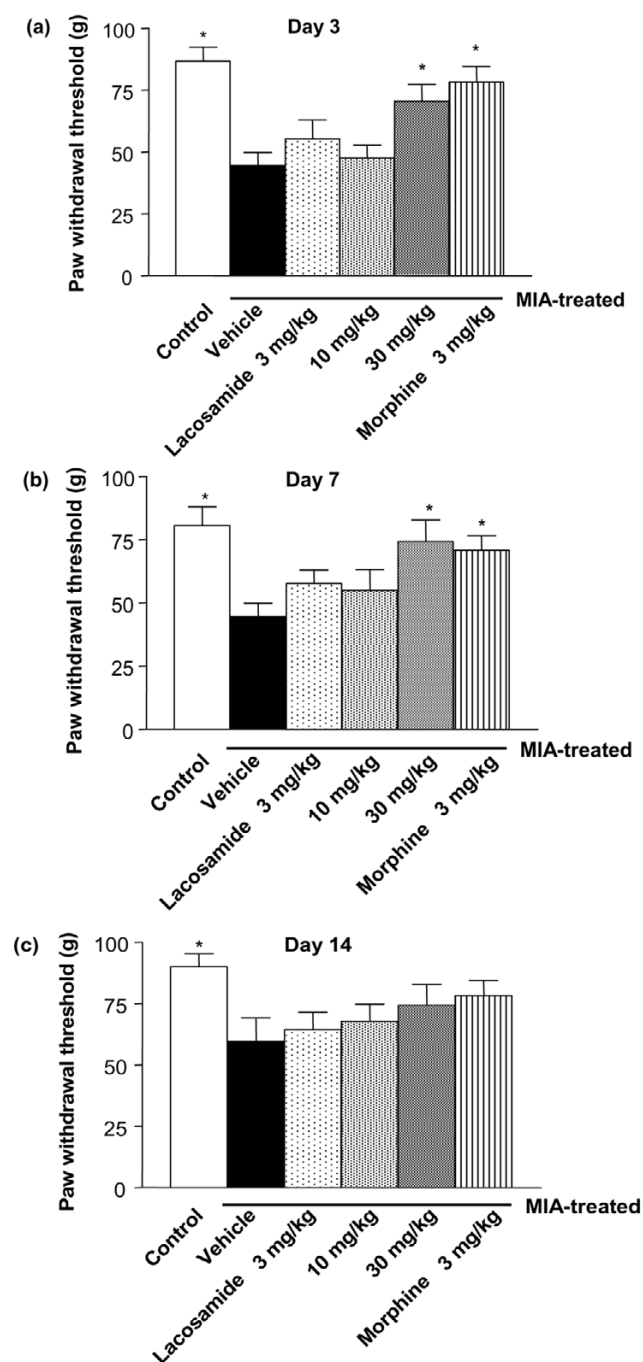 (a)
Day 3
Paw withdrawal threshold (g)
100
75
50
25
0
*
*
*
Control
Vehicle
Lacosamide 3 mg/kg
10 mg/kg
30 mg/kg
Morphine 3 mg/kg
MIA-treated
(b)
Day 7
Paw withdrawal threshold (g)
100
75
50
25
0
*
*
*
Control
Vehicle
Lacosamide 3 mg/kg
10 mg/kg
30 mg/kg
Morphine 3 mg/kg
MIA-treated
(c)
Day 14
Paw withdrawal threshold (g)
100
75
50
25
0
*
Control
Vehicle
Lacosamide 3 mg/kg
10 mg/kg
30 mg/kg
Morphine 3 mg/kg
MIA-treated